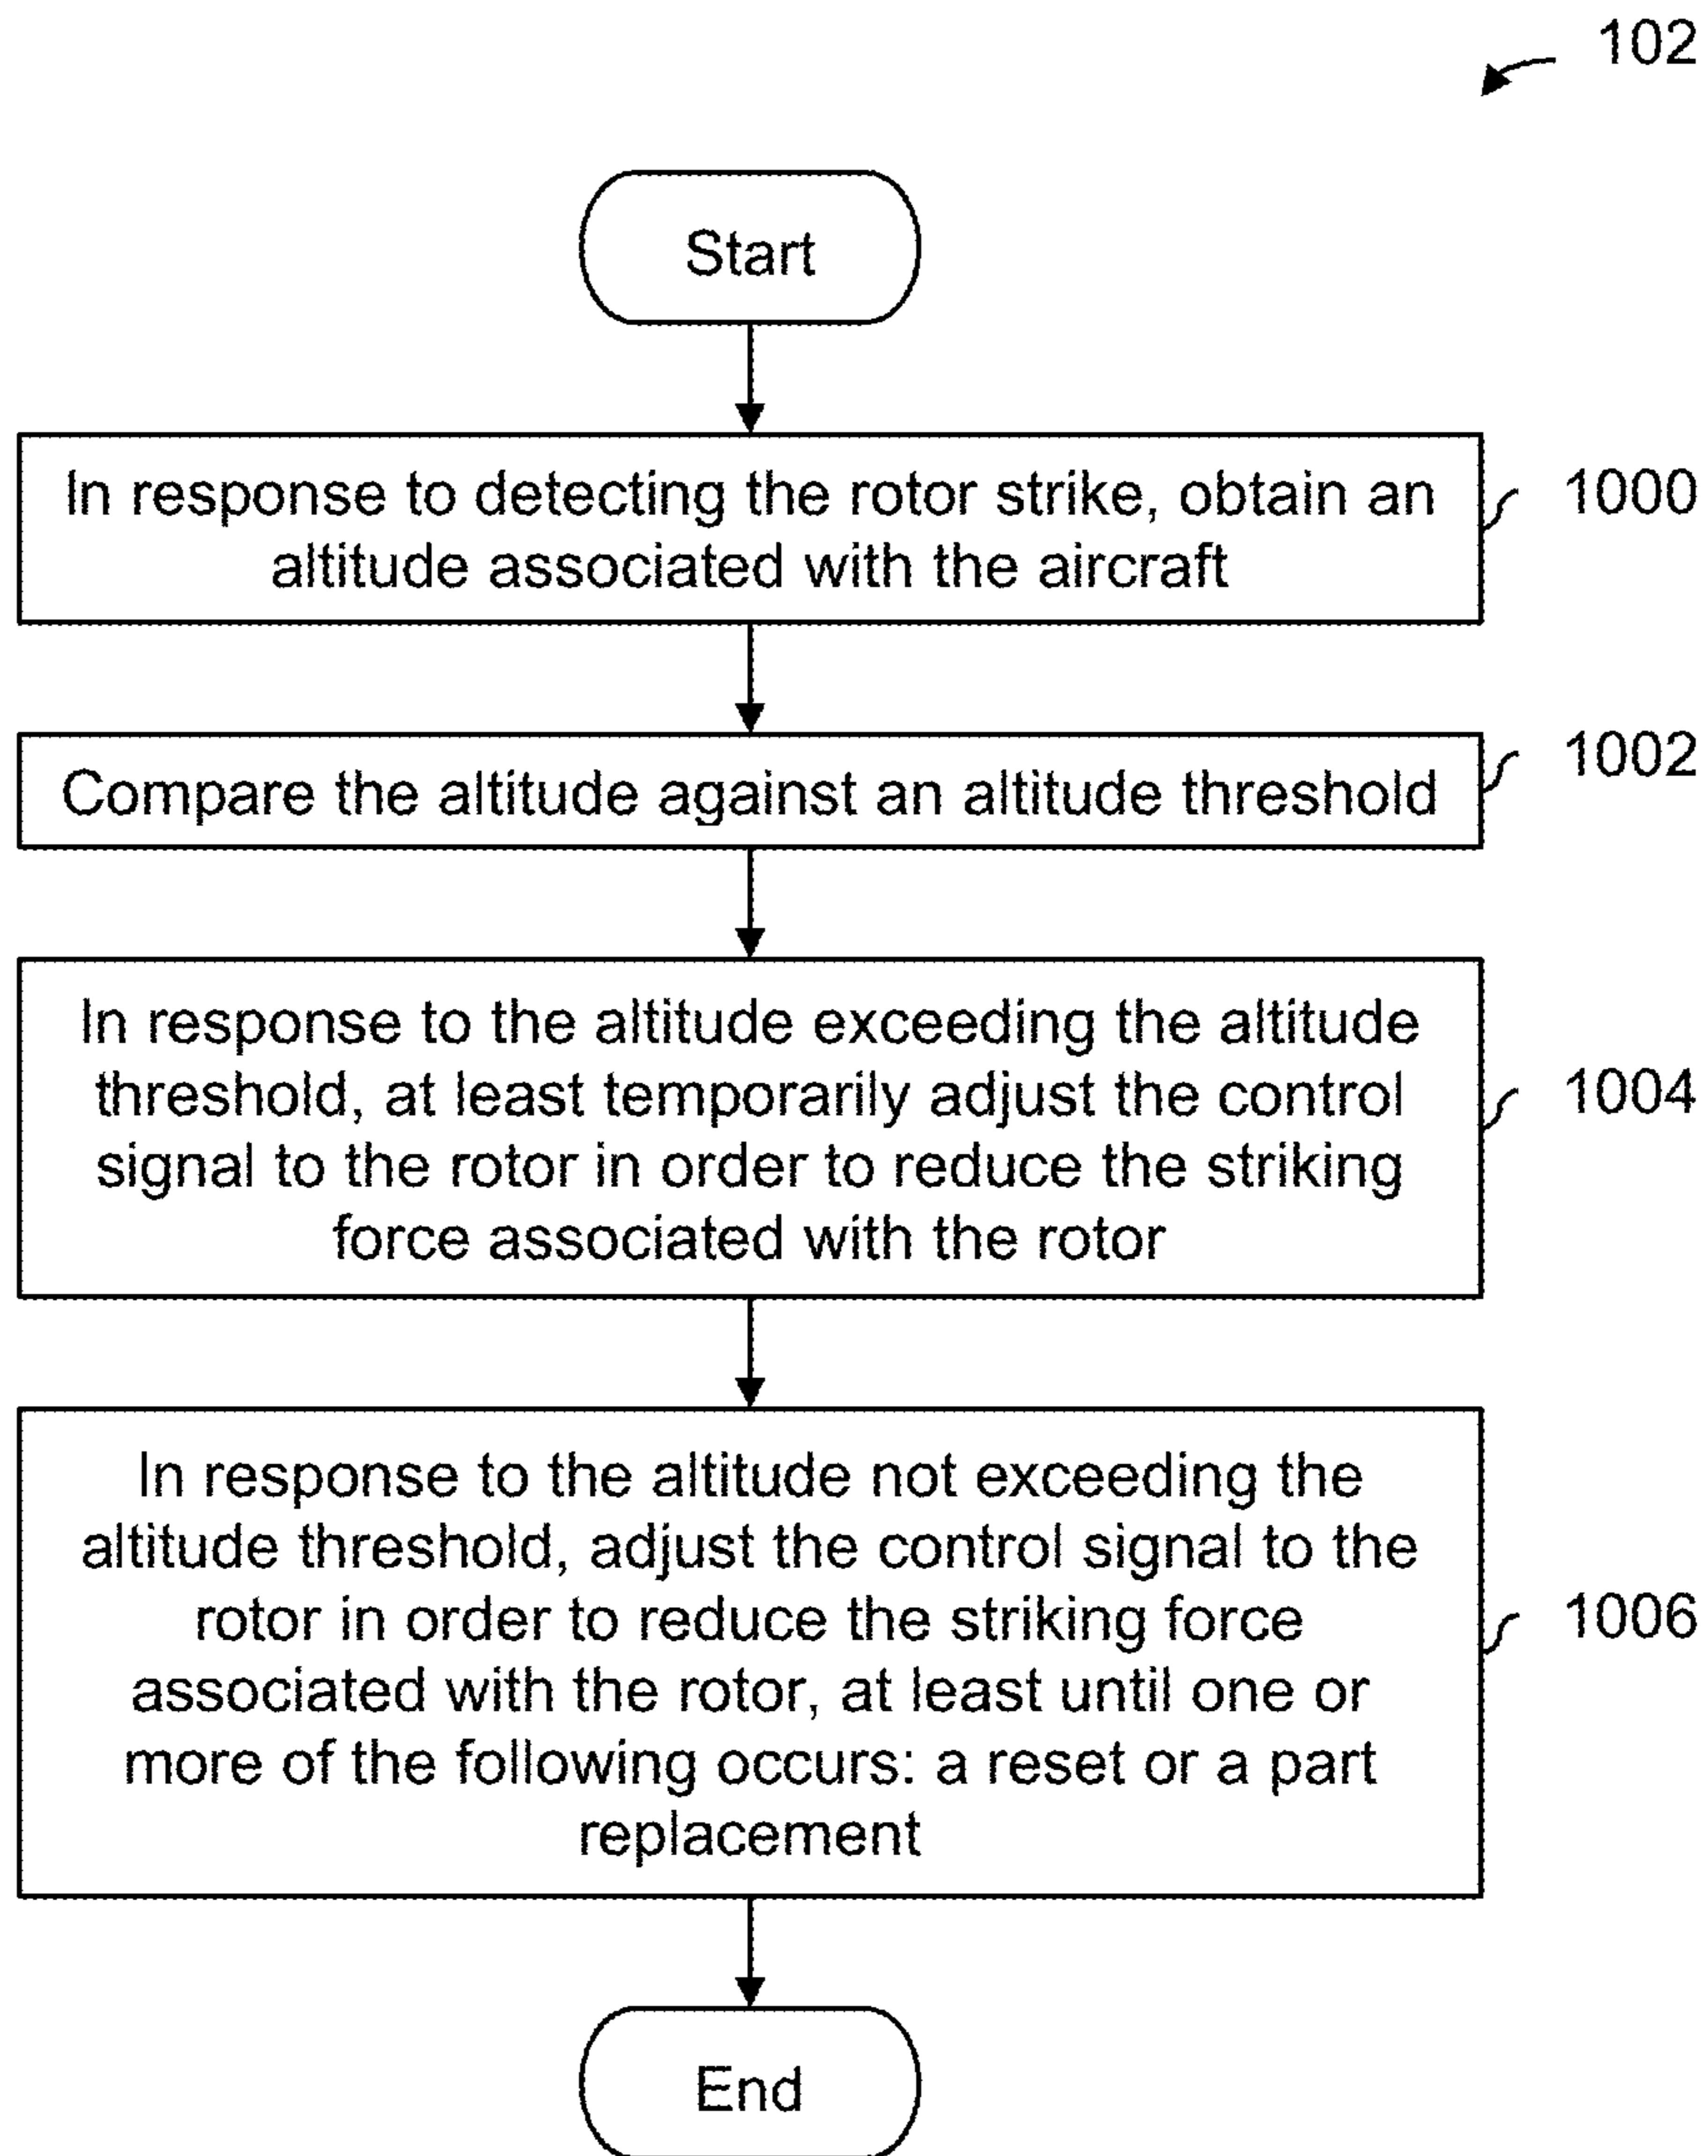 102
Start
In response to detecting the rotor strike, obtain an
altitude associated with the aircraft
1000
Compare the altitude against an altitude threshold
1002
In response to the altitude exceeding the altitude
threshold, at least temporarily adjust the control
signal to the rotor in order to reduce the striking
force associated with the rotor
1004
In response to the altitude not exceeding the
altitude threshold, adjust the control signal to the
rotor in order to reduce the striking force
associated with the rotor, at least until one or
more of the following occurs: a reset or a part
replacement
1006
End